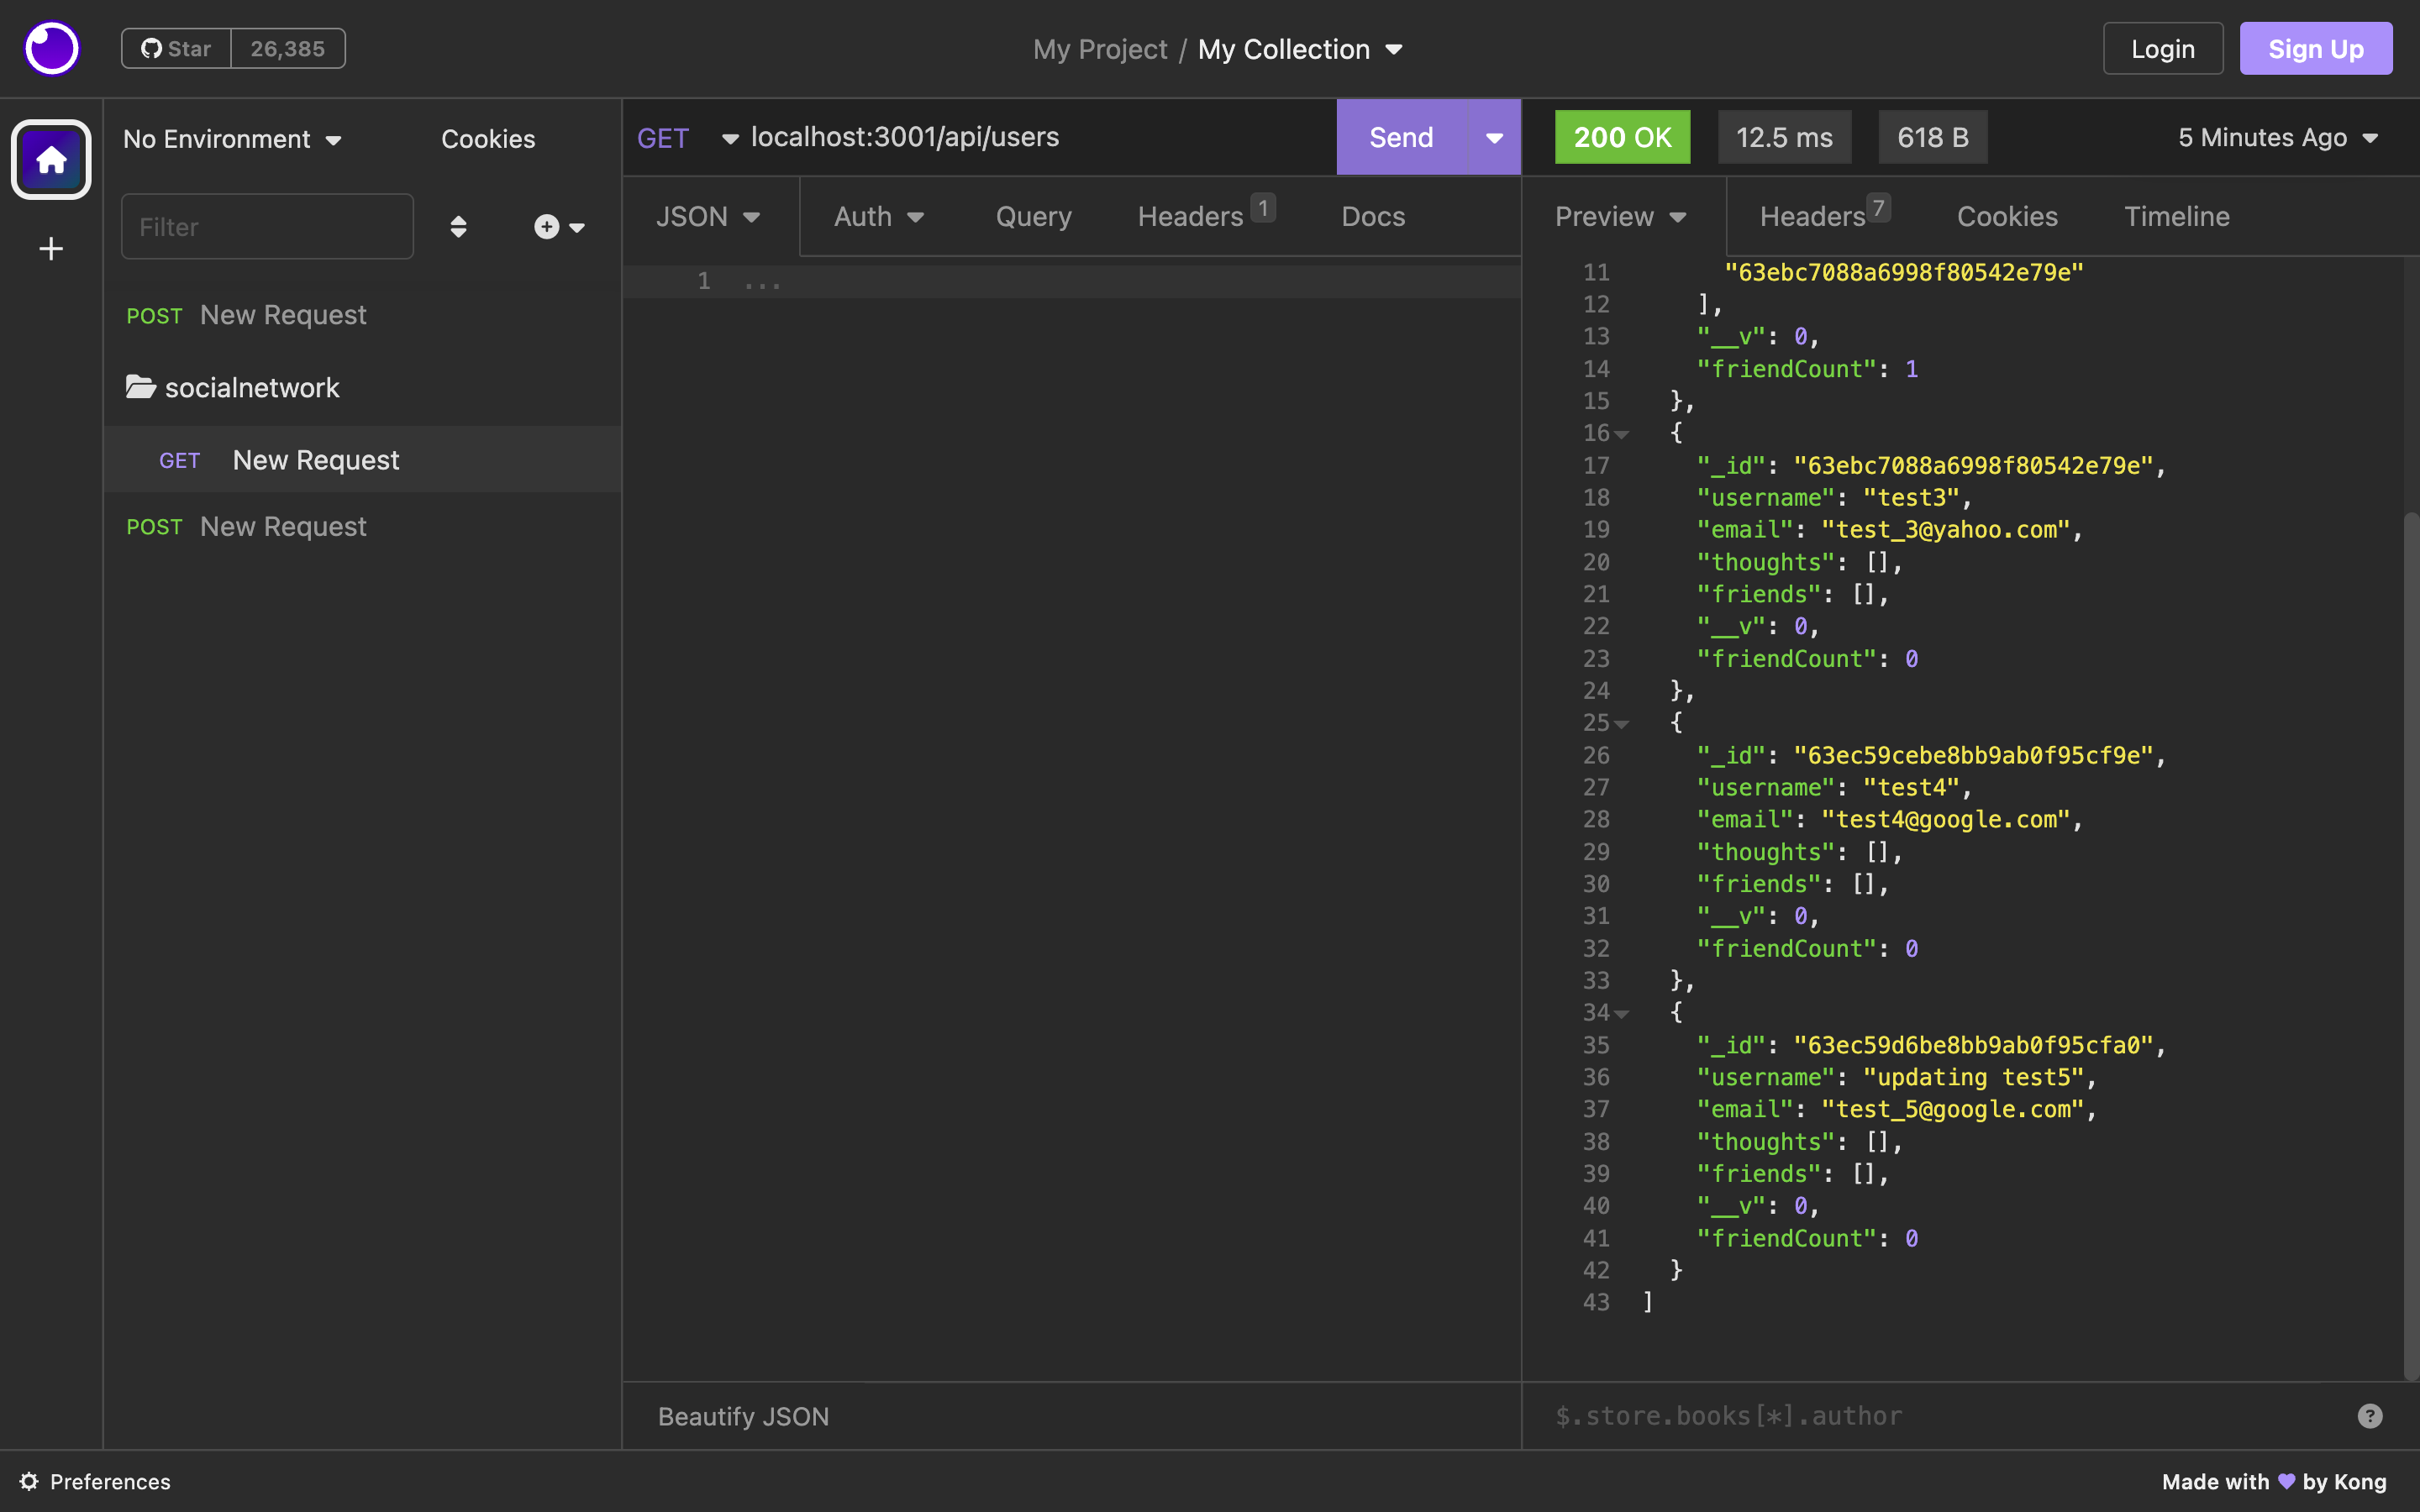 Star 26,385
My Project / My Collection
Login
Sign Up
No Environment
Cookies
Filter
POST New Request
socialnetwork
GET New Request
POST New Request
GET localhost:3001/api/users
Send
JSON Auth Query Headers 1 Docs
1 ...
Beautify JSON
200 OK 12.5 ms 618 B 5 Minutes Ago
Preview Headers 7 Cookies Timeline
11 "63ebc7088a6998f80542e79e"
12 ],
13 "__v": 0,
14 "friendCount": 1
15 },
16 {
17 "_id": "63ebc7088a6998f80542e79e",
18 "username": "test3",
19 "email": "test_3@yahoo.com",
20 "thoughts": [],
21 "friends": [],
22 "__v": 0,
23 "friendCount": 0
24 },
25 {
26 "_id": "63ec59cebe8bb9ab0f95cf9e",
27 "username": "test4",
28 "email": "test4@google.com",
29 "thoughts": [],
30 "friends": [],
31 "__v": 0,
32 "friendCount": 0
33 },
34 {
35 "_id": "63ec59d6be8bb9ab0f95cfa0",
36 "username": "updating test5",
37 "email": "test_5@google.com",
38 "thoughts": [],
39 "friends": [],
40 "__v": 0,
41 "friendCount": 0
42 }
43 ]
$.store.books[*].author
?
Preferences
Made with 💜 by Kong